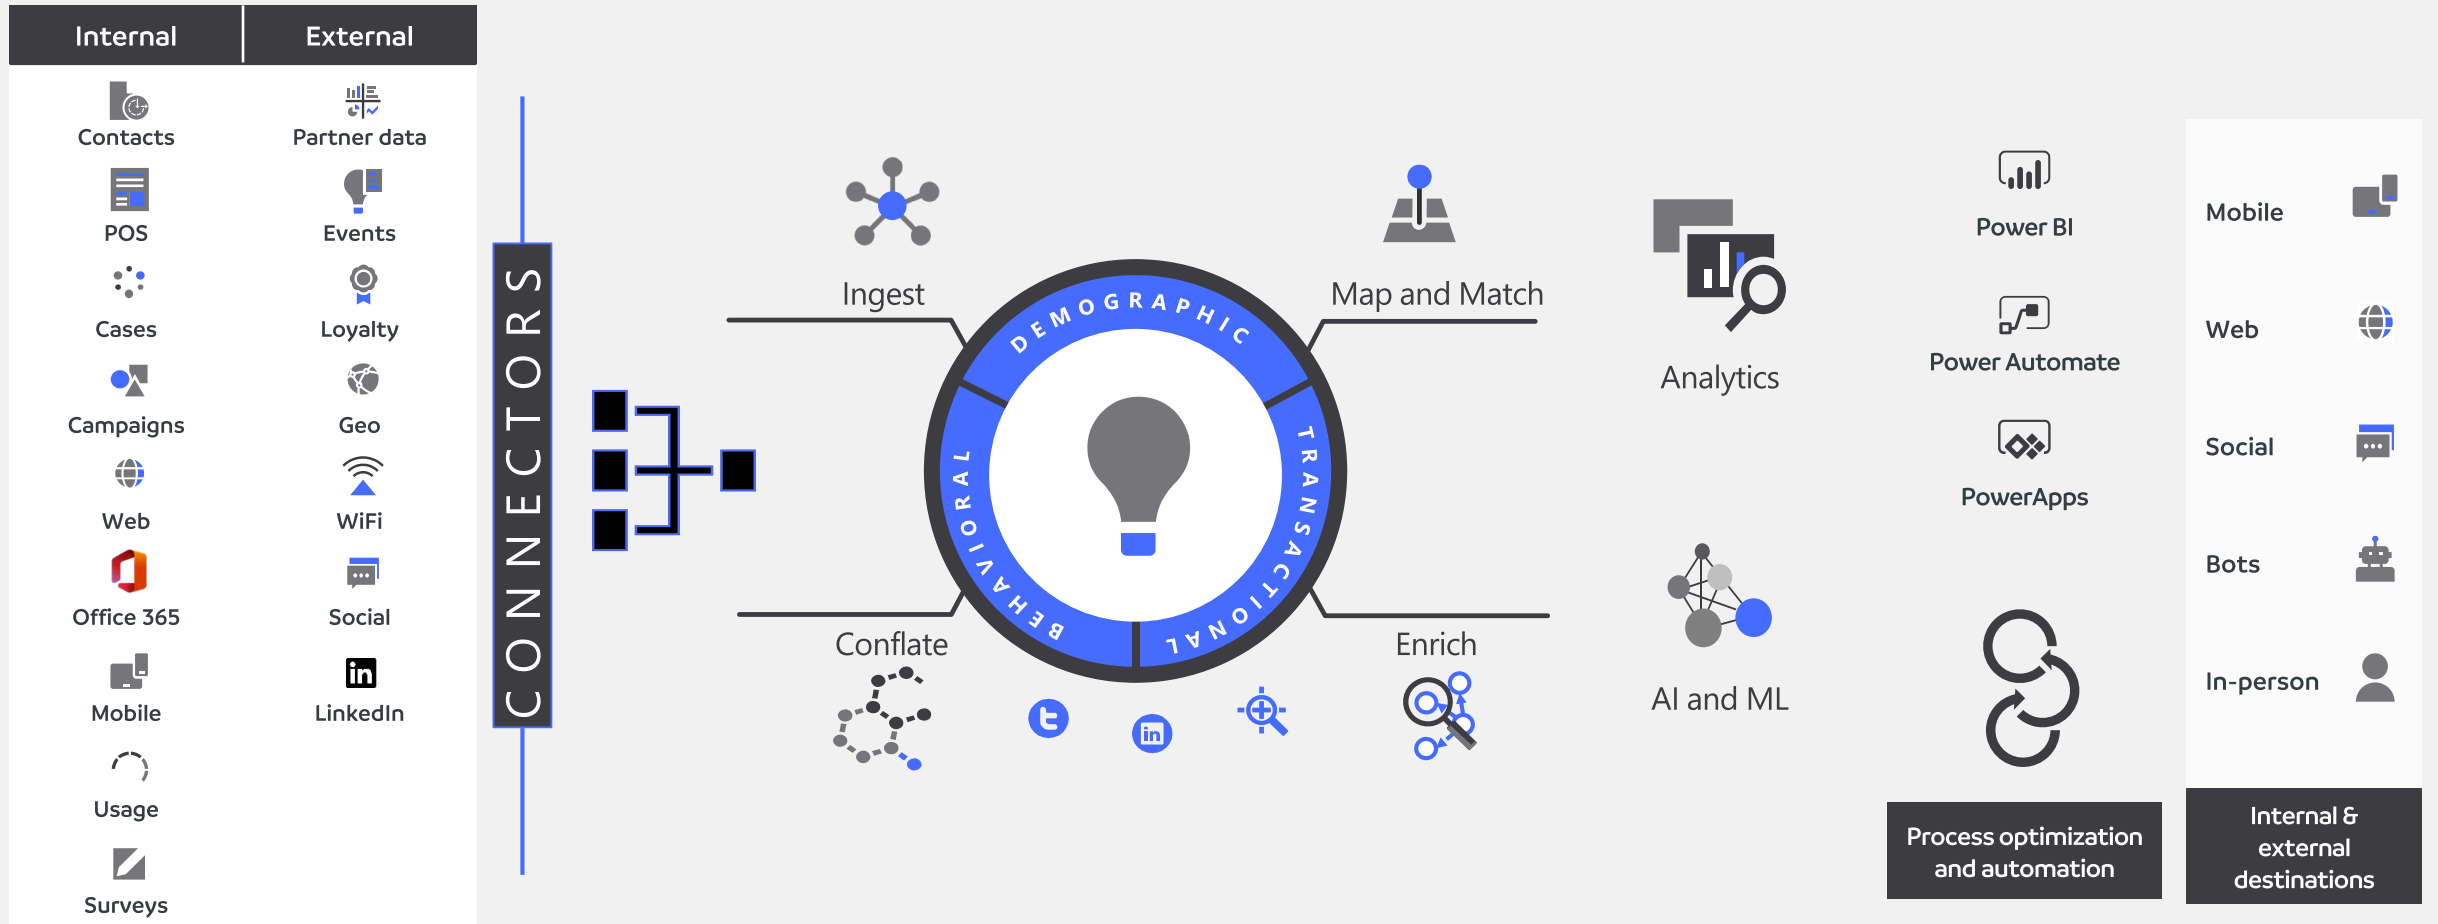 Internal
External
Contacts
POS
Cases
Campaigns
Web
Office 365
Mobile
Usage
Surveys
Partner data
Events
Loyalty
Geo
WiFi
Social
in
LinkedIn
CONNECTORS
Ingest
Map and Match
DEMOGRAPHIC
TRANSACTIONAL
BEHAVIORAL
Conflate
Enrich
in
Analytics
AI and ML
Power BI
Power Automate
PowerApps
Process optimization
and automation
Mobile
Web
Social
Bots
In-person
Internal &
external
destinations